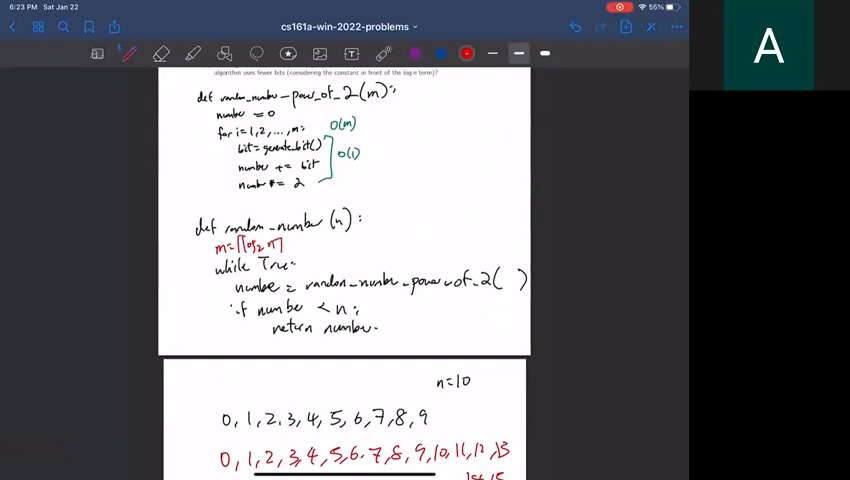 6:23 PM Sat Jan 22
55%
cs161a-win-2022-problems
A
algorithm uses fewer bits (considering the constant in front of the log n term)?
def random_number_power_of_2(m):
number = 0
for i=1,2,...,m:
O(m)
bit=generate_bit()
O(1)
number += bit
number *= 2
def random_number(n):
m=⌈log₂ n⌉
while True:
number = random_number_power_of_2( )
if number < n:
return number.
n=10
0, 1, 2, 3, 4, 5, 6, 7, 8, 9
0, 1, 2, 3, 4, 5, 6, 7, 8, 9, 10, 11, 12, 13